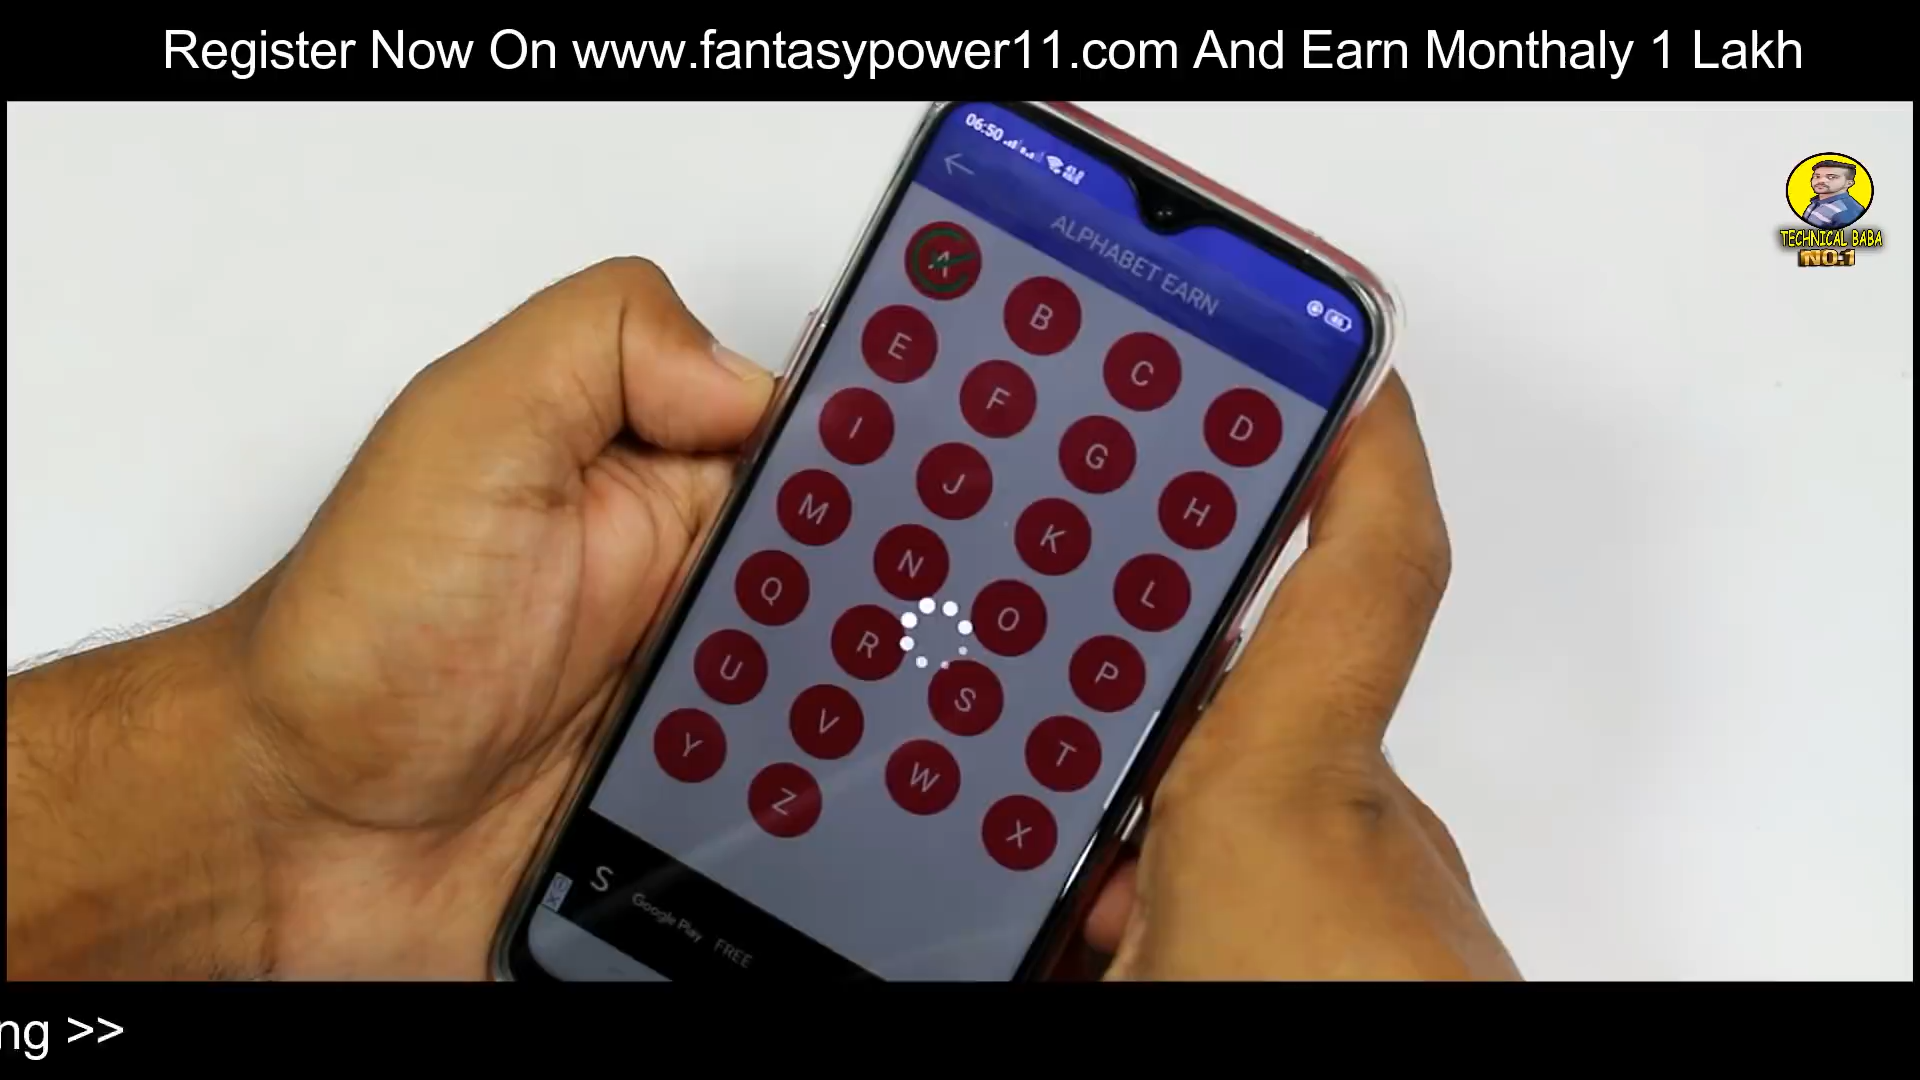 Register Now On www.fantasypower11.com And Earn Monthaly 1 Lakh
06:50
ALPHABET EARN
TECHNICAL BABA
NO:1
A B C D
E F G H
I J K L
M N O P
Q R S T
U V W X
Y Z
S Google Play FREE
ng >>